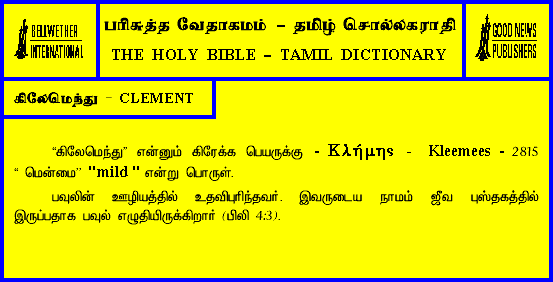 BELLWETHER
INTERNATIONAL
பரிசுத்த வேதாகமம் – தமிழ் சொல்லகராதி
THE HOLY BIBLE – TAMIL DICTIONARY
GOOD NEWS
PUBLISHERS
கிலேமெந்து – CLEMENT
“கிலேமெந்து” என்னும் கிரேக்க பெயருக்கு - Κλήμης - Kleemees - 2815
“ மென்மை” "mild " என்று பொருள்.
பவுலின் ஊழியத்தில் உதவிபுரிந்தவர். இவருடைய நாமம் ஜீவ புஸ்தகத்தில்
இருப்பதாக பவுல் எழுதியிருக்கிறார் (பிலி 4:3).